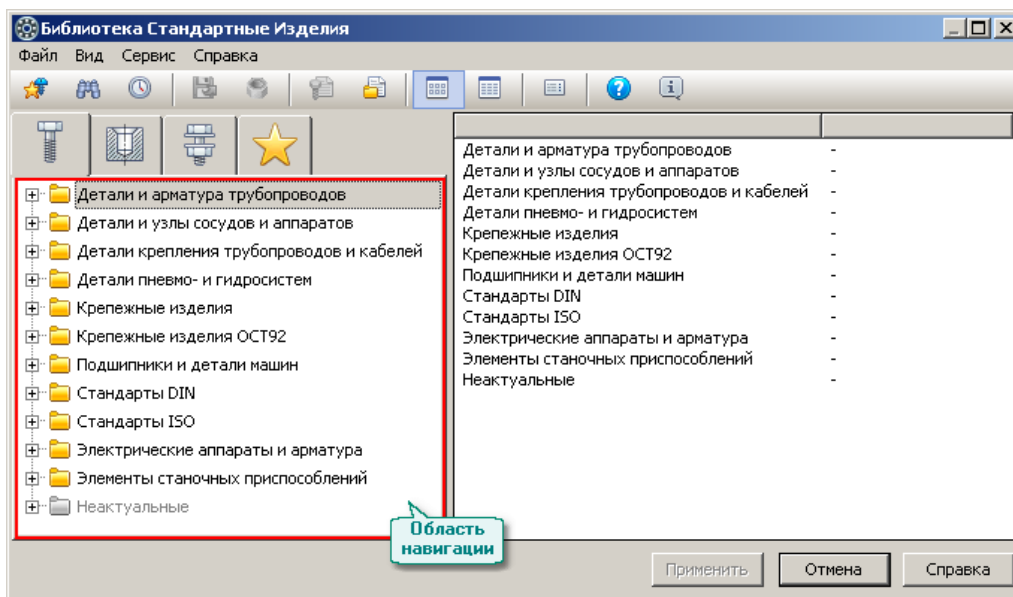 Библиотека Стандартные Изделия
Файл Вид Сервис Справка
Детали и арматура трубопроводов
Детали и узлы сосудов и аппаратов
Детали крепления трубопроводов и кабелей
Детали пневмо- и гидросистем
Крепежные изделия
Крепежные изделия ОСТ92
Подшипники и детали машин
Стандарты DIN
Стандарты ISO
Электрические аппараты и арматура
Элементы станочных приспособлений
Неактуальные
Область
навигации
Детали и арматура трубопроводов -
Детали и узлы сосудов и аппаратов -
Детали крепления трубопроводов и кабелей -
Детали пневмо- и гидросистем -
Крепежные изделия -
Крепежные изделия ОСТ92 -
Подшипники и детали машин -
Стандарты DIN -
Стандарты ISO -
Электрические аппараты и арматура -
Элементы станочных приспособлений -
Неактуальные -
Применить Отмена Справка